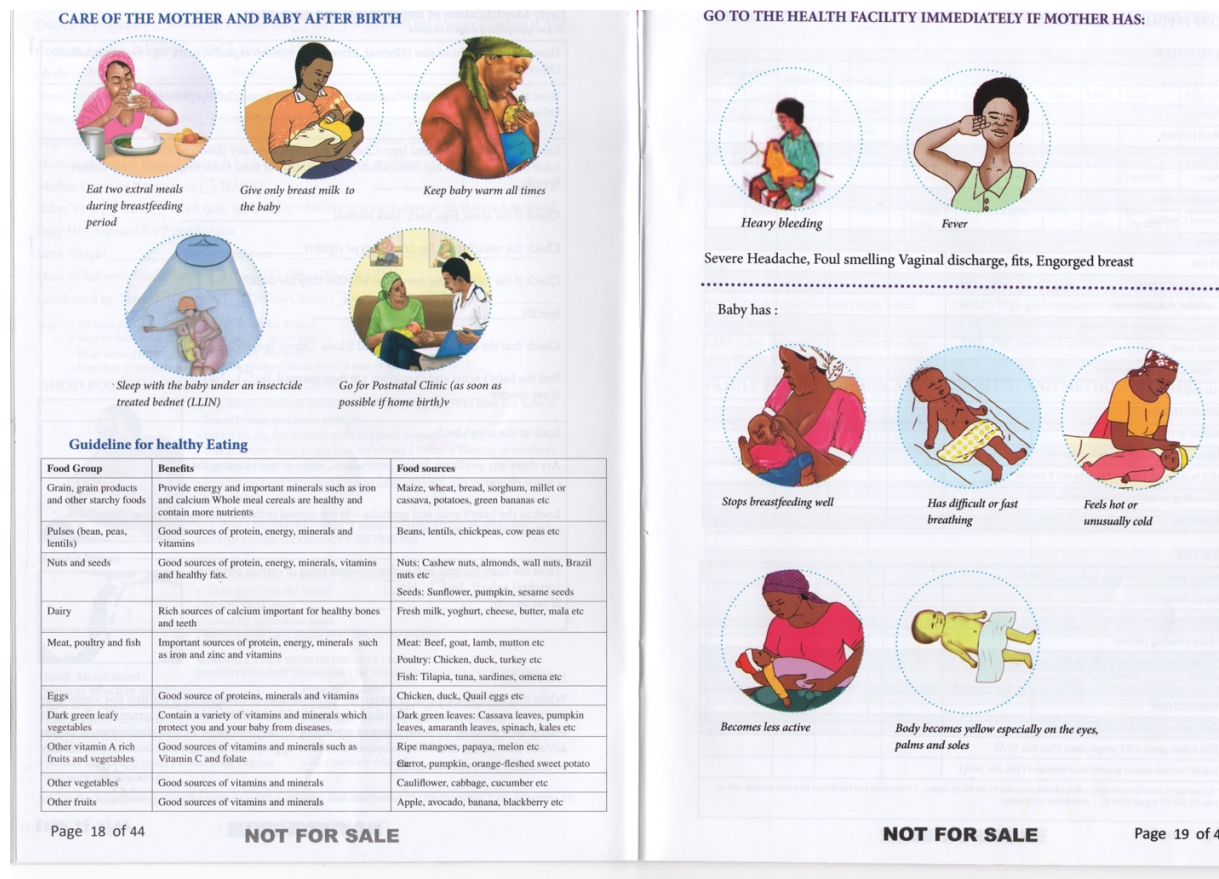 CARE OF THE MOTHER AND BABY AFTER BIRTH
Eat two extral meals
during breastfeeding
period
Give only breast milk to
the baby
Keep baby warm all times
Sleep with the baby under an insectcide
treated bednet (LLIN)
Go for Postnatal Clinic (as soon as
possible if home birth)v
Guideline for healthy Eating
Food Group Benefits Food sources
Grain, grain products
and other starchy foods
Provide energy and important minerals such as iron
and calcium Whole meal cereals are healthy and
contain more nutrients
Maize, wheat, bread, sorghum, millet or
cassava, potatoes, green bananas etc
Pulses (bean, peas,
lentils)
Good sources of protein, energy, minerals and
vitamins
Beans, lentils, chickpeas, cow peas etc
Nuts and seeds
Good sources of protein, energy, minerals, vitamins
and healthy fats.
Nuts: Cashew nuts, almonds, wall nuts, Brazil
nuts etc
Seeds: Sunflower, pumpkin, sesame seeds
Dairy
Rich sources of calcium important for healthy bones
and teeth
Fresh milk, yoghurt, cheese, butter, mala etc
Meat, poultry and fish
Important sources of protein, energy, minerals such
as iron and zinc and vitamins
Meat: Beef, goat, lamb, mutton etc
Poultry: Chicken, duck, turkey etc
Fish: Tilapia, tuna, sardines, omena etc
Eggs
Good source of proteins, minerals and vitamins
Chicken, duck, Quail eggs etc
Dark green leafy
vegetables
Contain a variety of vitamins and minerals which
protect you and your baby from diseases.
Dark green leaves: Cassava leaves, pumpkin
leaves, amaranth leaves, spinach, kales etc
Other vitamin A rich
fruits and vegetables
Good sources of vitamins and minerals such as
Vitamin C and folate
Ripe mangoes, papaya, melon etc
pumpkin, orange-fleshed sweet potato
Other vegetables
Good sources of vitamins and minerals
Cauliflower, cabbage, cucumber etc
Other fruits
Good sources of vitamins and minerals
Apple, avocado, banana, blackberry etc
Page 18 of 44
NOT FOR SALE
GO TO THE HEALTH FACILITY IMMEDIATELY IF MOTHER HAS:
Heavy bleeding
Fever
Severe Headache, Foul smelling Vaginal discharge, fits, Engorged breast
Baby has :
Stops breastfeeding well
Has difficult or fast
breathing
Feels hot or
unusually cold
Becomes less active
Body becomes yellow especially on the eyes,
palms and soles
NOT FOR SALE
Page 19 of 4